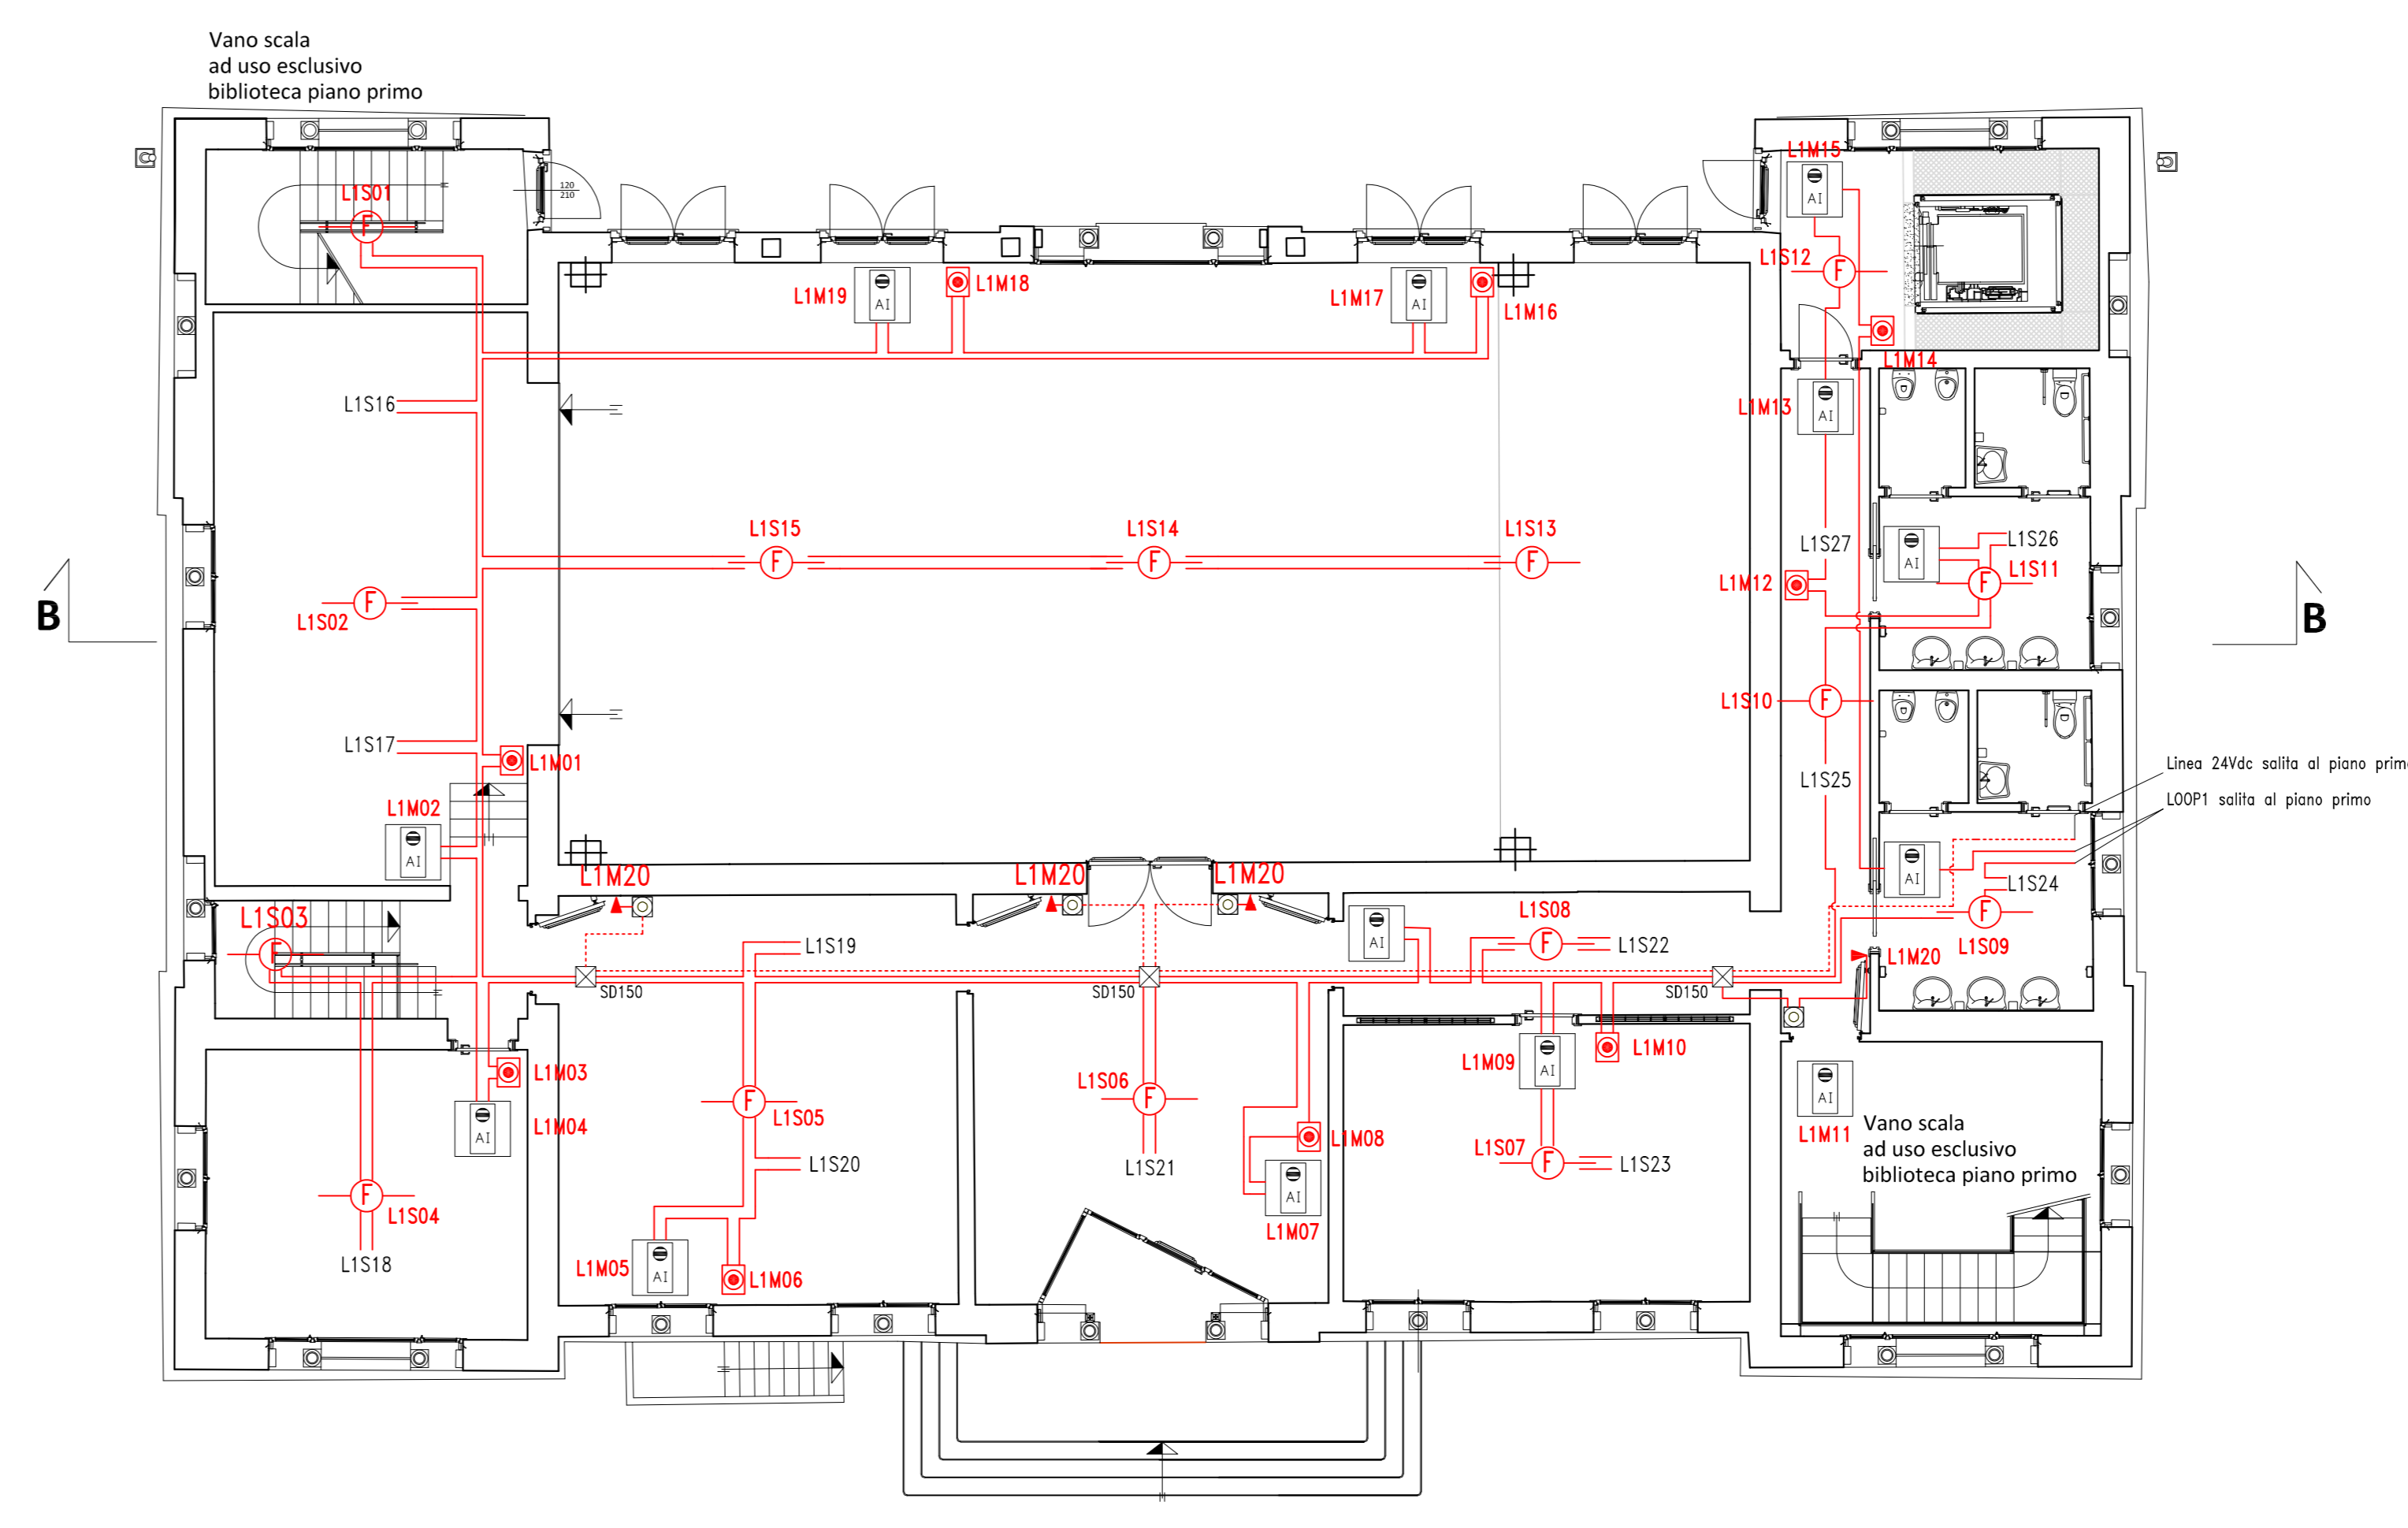 Vano scala
ad uso esclusivo
biblioteca piano primo
L1S01
120
210
L1M15
AI
L1S12
L1M19
AI
L1M18
L1M17
AI
L1M16
L1M14
L1M13
AI
L1S16
F
L1S15
F
L1S14
F
L1S13
F
L1S27
AI
L1S26
L1S11
F
L1M12
B
L1S02
F
B
L1S10
F
L1S17
L1M01
L1S25
Linea 24Vdc salita al piano prim
LOOP1 salita al piano primo
L1M02
AI
L1M20
L1M20
L1M20
AI
L1S24
F
L1S03
F
L1S19
AI
L1S08
F
L1S22
L1M20
L1S09
SD150
SD150
SD150
L1M03
L1M09
AI
L1M10
L1S06
F
L1S05
F
L1M04
AI
L1M08
L1M11
AI
Vano scala
ad uso esclusivo
biblioteca piano primo
L1S20
L1S21
L1S07
F
L1S23
L1S04
F
AI
L1M07
L1S18
L1M05
AI
L1M06
F
F